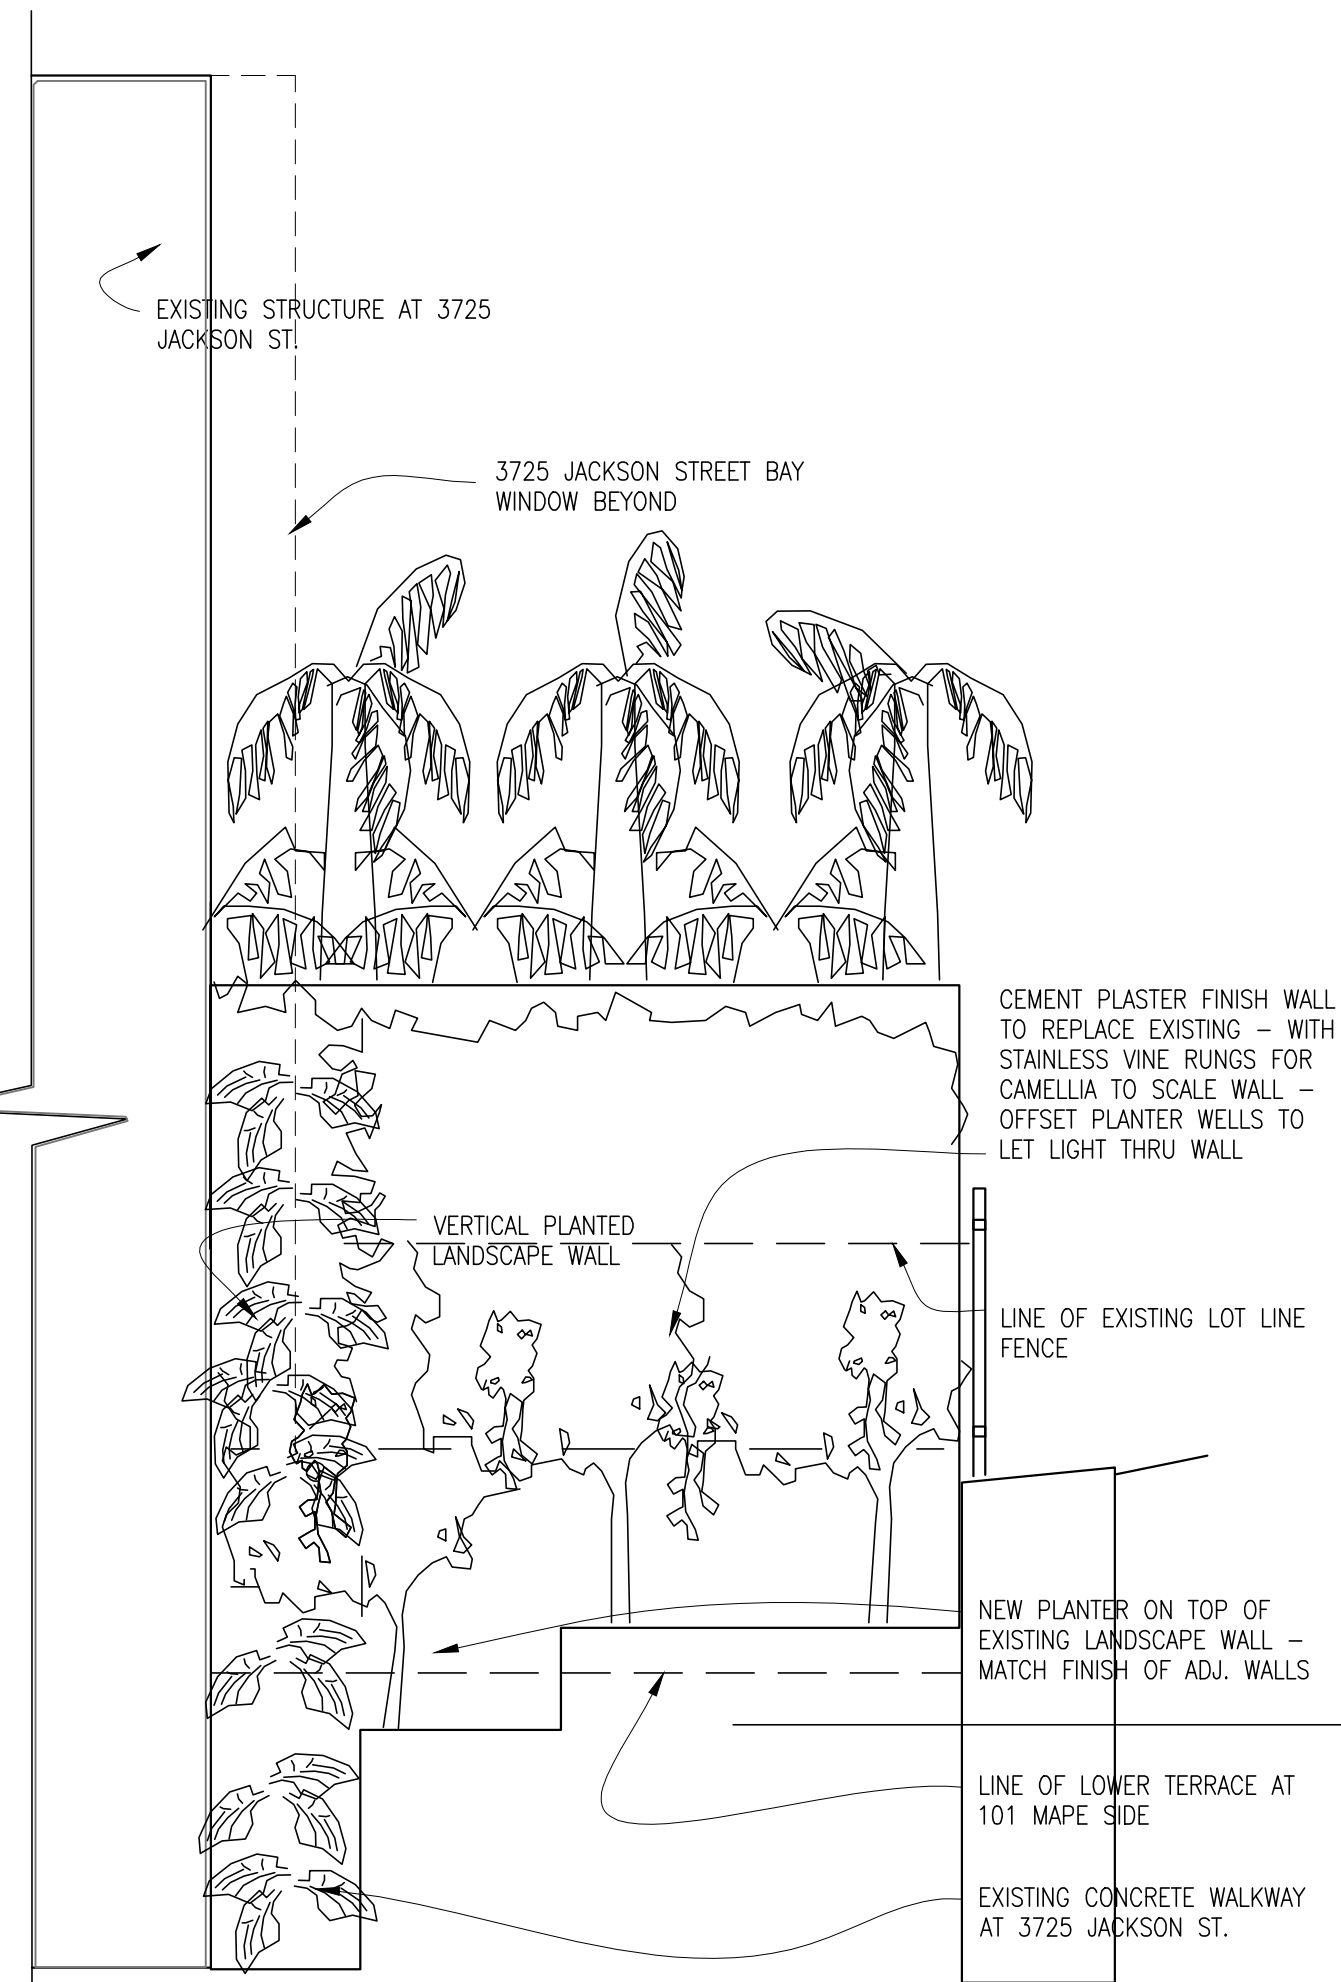 EXISTING STRUCTURE AT 3725
JACKSON ST.
3725 JACKSON STREET BAY
WINDOW BEYOND
CEMENT PLASTER FINISH WALL
TO REPLACE EXISTING – WITH
STAINLESS VINE RUNGS FOR
CAMELLIA TO SCALE WALL –
OFFSET PLANTER WELLS TO
LET LIGHT THRU WALL
VERTICAL PLANTED
LANDSCAPE WALL
LINE OF EXISTING LOT LINE
FENCE
NEW PLANTER ON TOP OF
EXISTING LANDSCAPE WALL –
MATCH FINISH OF ADJ. WALLS
LINE OF LOWER TERRACE AT
101 MAPE SIDE
EXISTING CONCRETE WALKWAY
AT 3725 JACKSON ST.